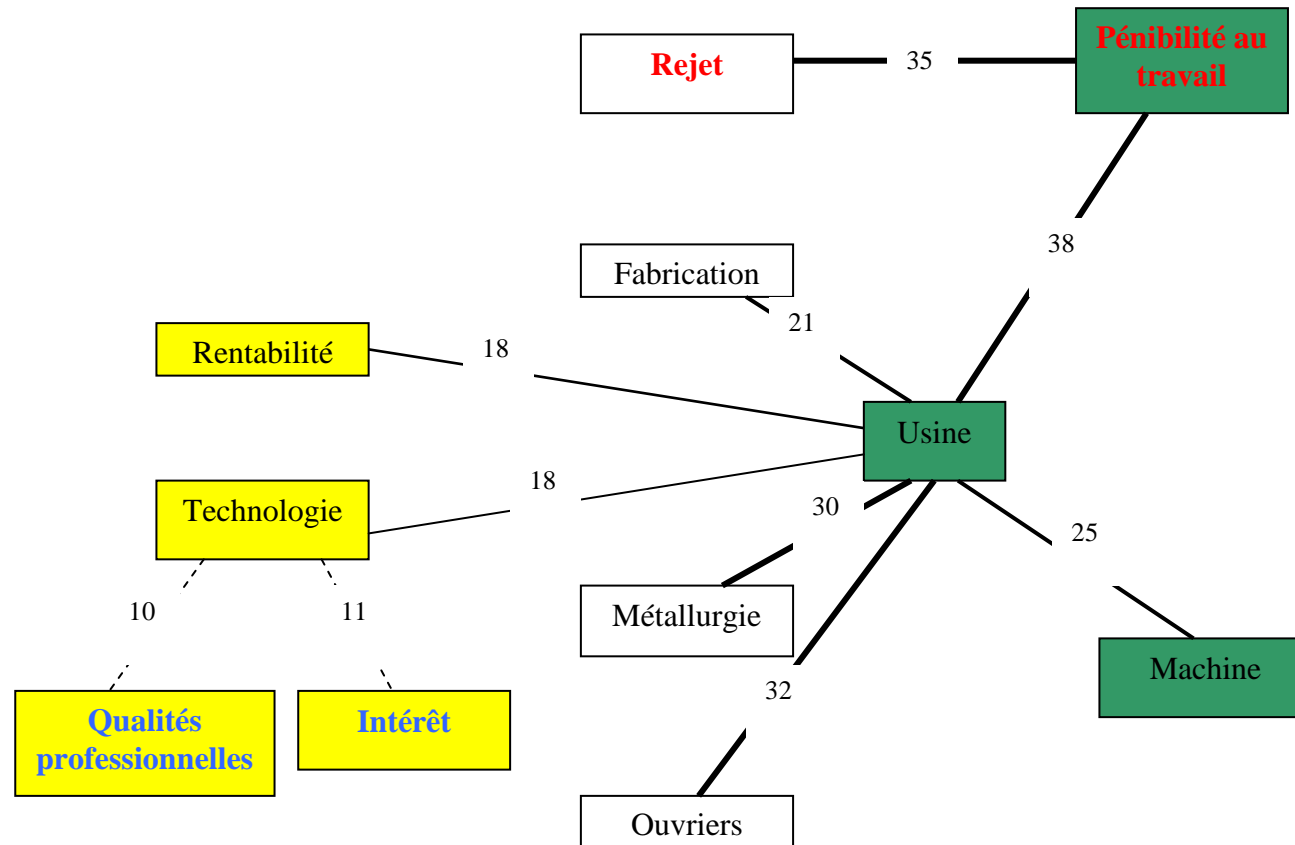 Rejet
35
Pénibilité au
travail
38
Fabrication
21
Rentabilité
18
Usine
Technologie
18
30
25
10
11
Métallurgie
Machine
32
Qualités
professionnelles
Intérêt
Ouvriers